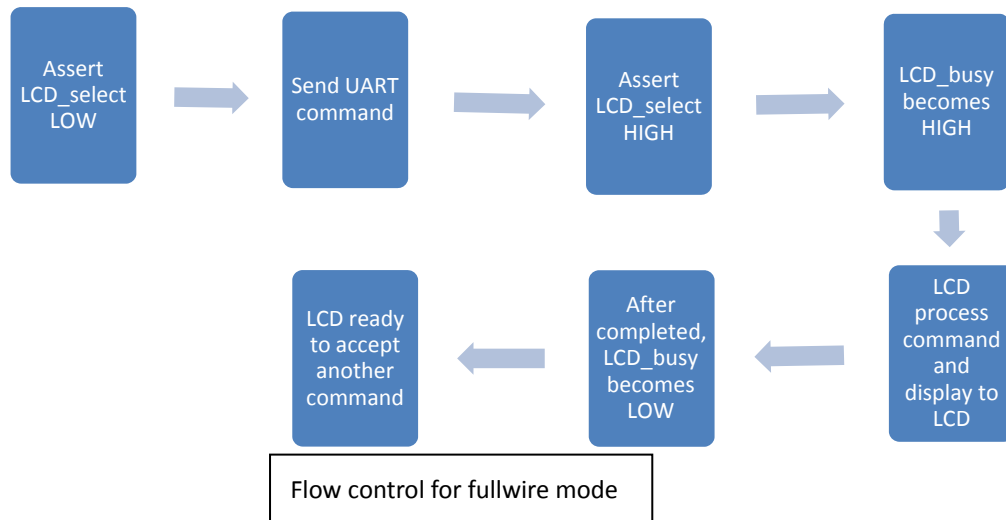 Assert
LCD_select
LOW
Send UART
command
Assert
LCD_select
HIGH
LCD_busy
becomes
HIGH
LCD
process
command
and
display to
LCD
After
completed,
LCD_busy
becomes
LOW
LCD ready
to accept
another
command
Flow control for fullwire mode